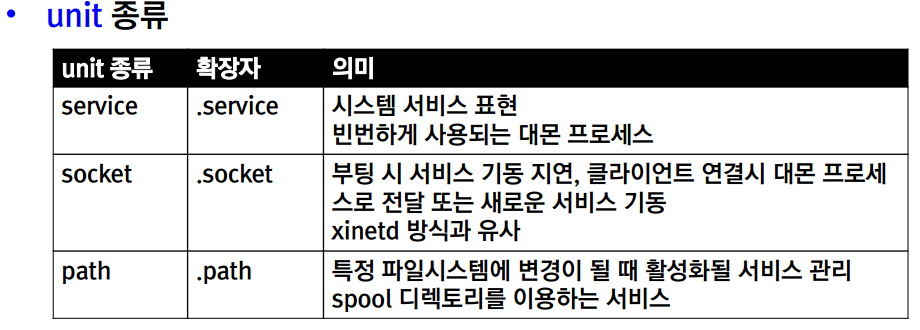 • unit 종류
unit 종류 확장자 의미
service .service 시스템 서비스 표현
빈번하게 사용되는 대몬 프로세스
socket .socket 부팅 시 서비스 기동 지연, 클라이언트 연결시 대몬 프로세
스로 전달 또는 새로운 서비스 기동
xinetd 방식과 유사
path .path 특정 파일시스템에 변경이 될 때 활성화될 서비스 관리
spool 디렉토리를 이용하는 서비스